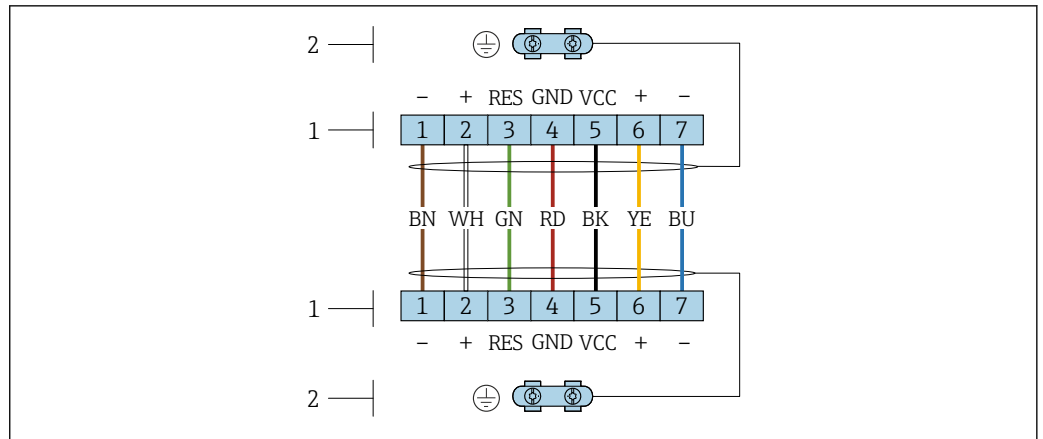 2
– + RES GND VCC + –
1 1 2 3 4 5 6 7
BN WH GN RD BK YE BU
1 1 2 3 4 5 6 7
– + RES GND VCC + –
2